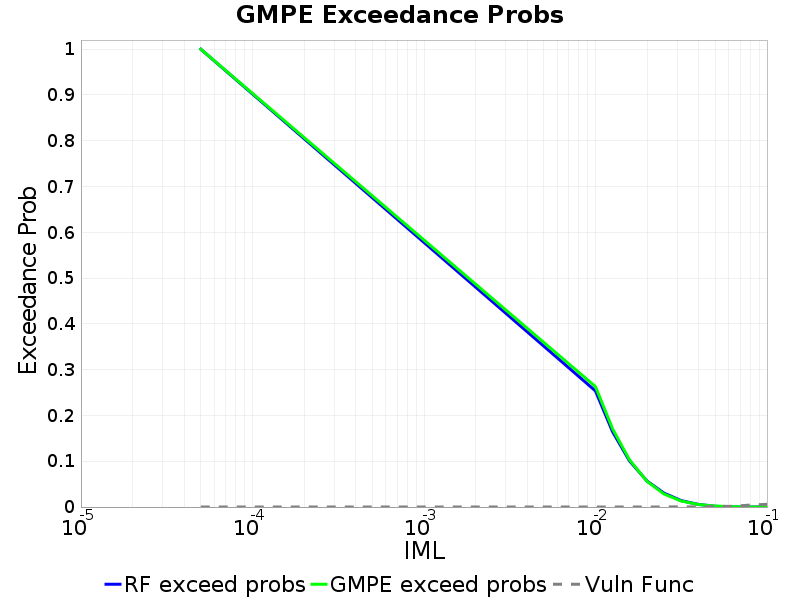 GMPE Exceedance Probs
1
0.9
0.8
0.7
0.6
0.5
0.4
0.3
0.2
0.1
0
Exceedance Prob
10-5 10-4 10-3 10-2 10-1
IML
RF exceed probs GMPE exceed probs Vuln Func